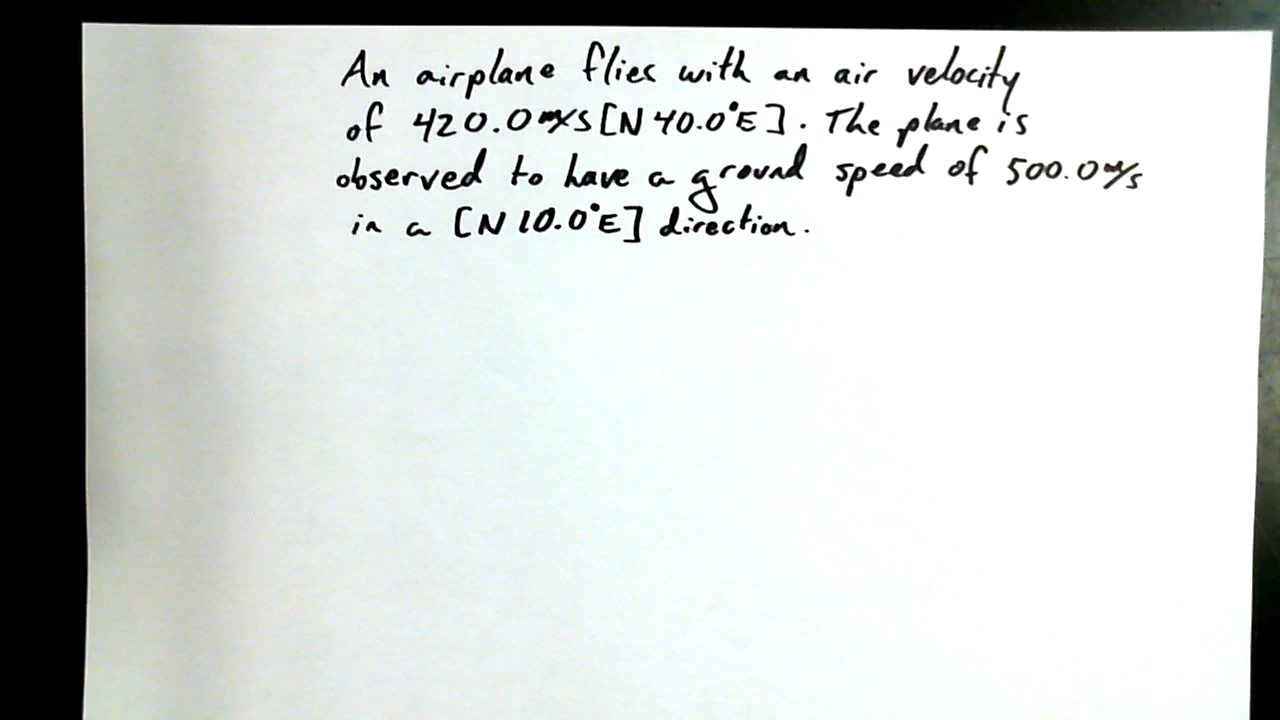 An airplane flies with an air velocity
of 420.0 m/s [N 40.0°E]. The plane is
observed to have a ground speed of 500.0 m/s
in a [N 10.0°E] direction.